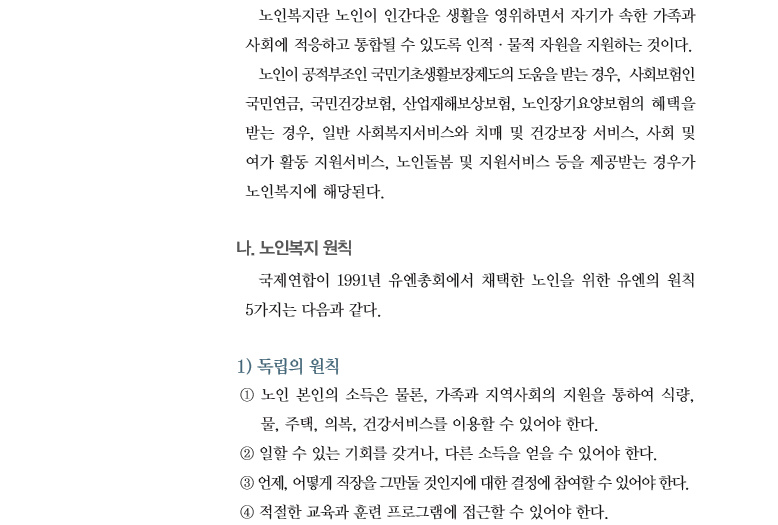 노인복지란 노인이 인간다운 생활을 영위하면서 자기가 속한 가족과
사회에 적응하고 통합될 수 있도록 인적 · 물적 자원을 지원하는 것이다.
노인이 공적부조인 국민기초생활보장제도의 도움을 받는 경우, 사회보험인
국민연금, 국민건강보험, 산업재해보상보험, 노인장기요양보험의 혜택을
받는 경우, 일반 사회복지서비스와 치매 및 건강보장 서비스, 사회 및
여가 활동 지원서비스, 노인돌봄 및 지원서비스 등을 제공받는 경우가
노인복지에 해당된다.
나. 노인복지 원칙
국제연합이 1991년 유엔총회에서 채택한 노인을 위한 유엔의 원칙
5가지는 다음과 같다.
1) 독립의 원칙
① 노인 본인의 소득은 물론, 가족과 지역사회의 지원을 통하여 식량,
물, 주택, 의복, 건강서비스를 이용할 수 있어야 한다.
② 일할 수 있는 기회를 갖거나, 다른 소득을 얻을 수 있어야 한다.
③ 언제, 어떻게 직장을 그만둘 것인지에 대한 결정에 참여할 수 있어야 한다.
④ 적절한 교육과 훈련 프로그램에 접근할 수 있어야 한다.